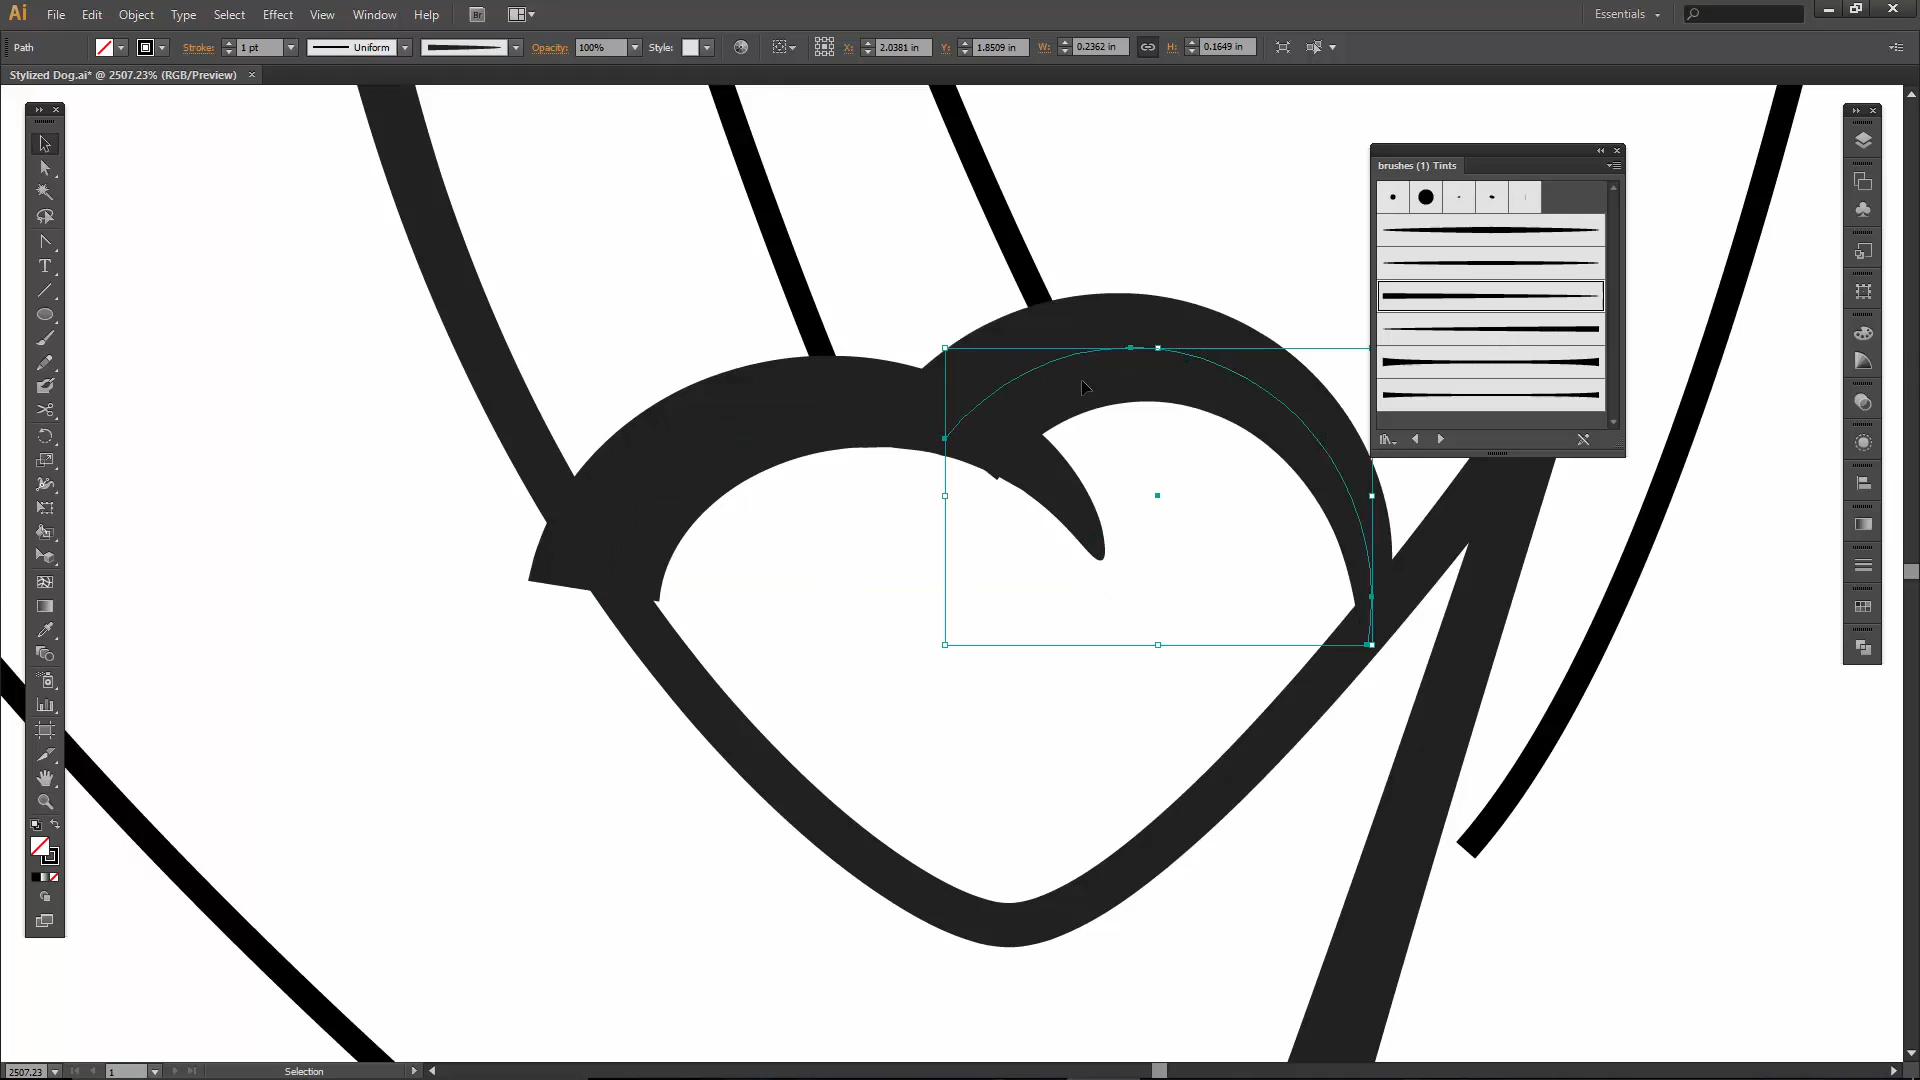 Ai File Edit Object Type Select Effect View Window Help Br Essentials
Path Stroke: 1 pt Uniform Opacity: 100% Style: X: 2.0381 in Y: 1.8509 in W: 0.2362 in H: 0.1649 in
Stylized Dog.ai* @ 2507.23% (RGB/Preview)
brushes (1) Tints
T
2507.23 1 Selection